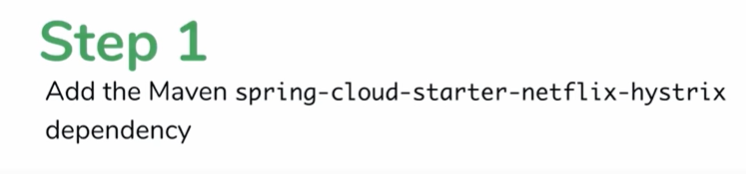 Step 1
Add the Maven spring-cloud-starter-netflix-hystrix
dependency